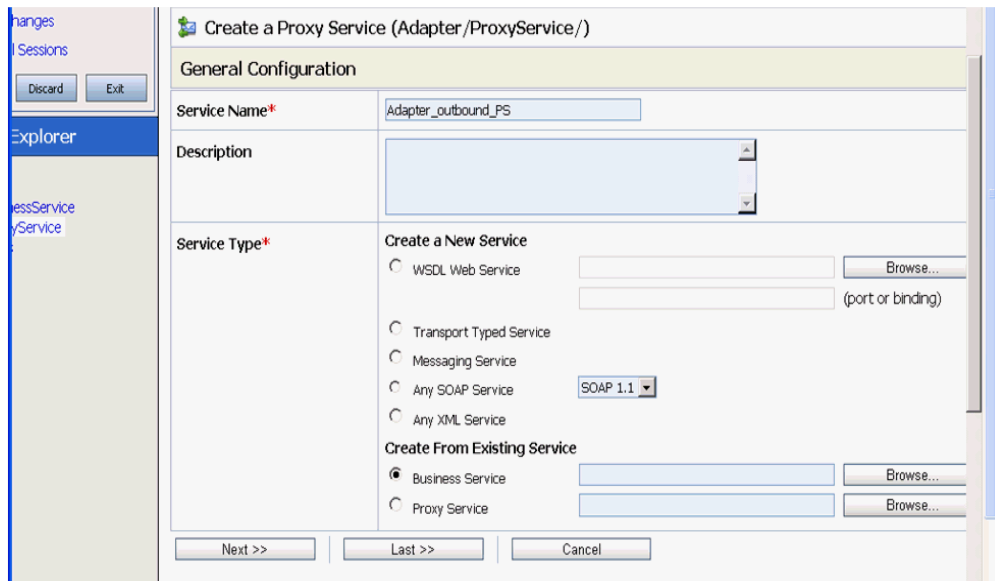 hanges
l Sessions
Discard Exit
Explorer
essService
yService
s
Create a Proxy Service (Adapter/ProxyService/)
General Configuration
Service Name*
Adapter_outbound_PS
Description
Service Type*
Create a New Service
WSDL Web Service
Browse...
(port or binding)
Transport Typed Service
Messaging Service
Any SOAP Service
SOAP 1.1
Any XML Service
Create From Existing Service
Business Service
Browse...
Proxy Service
Browse...
Next >> Last >> Cancel